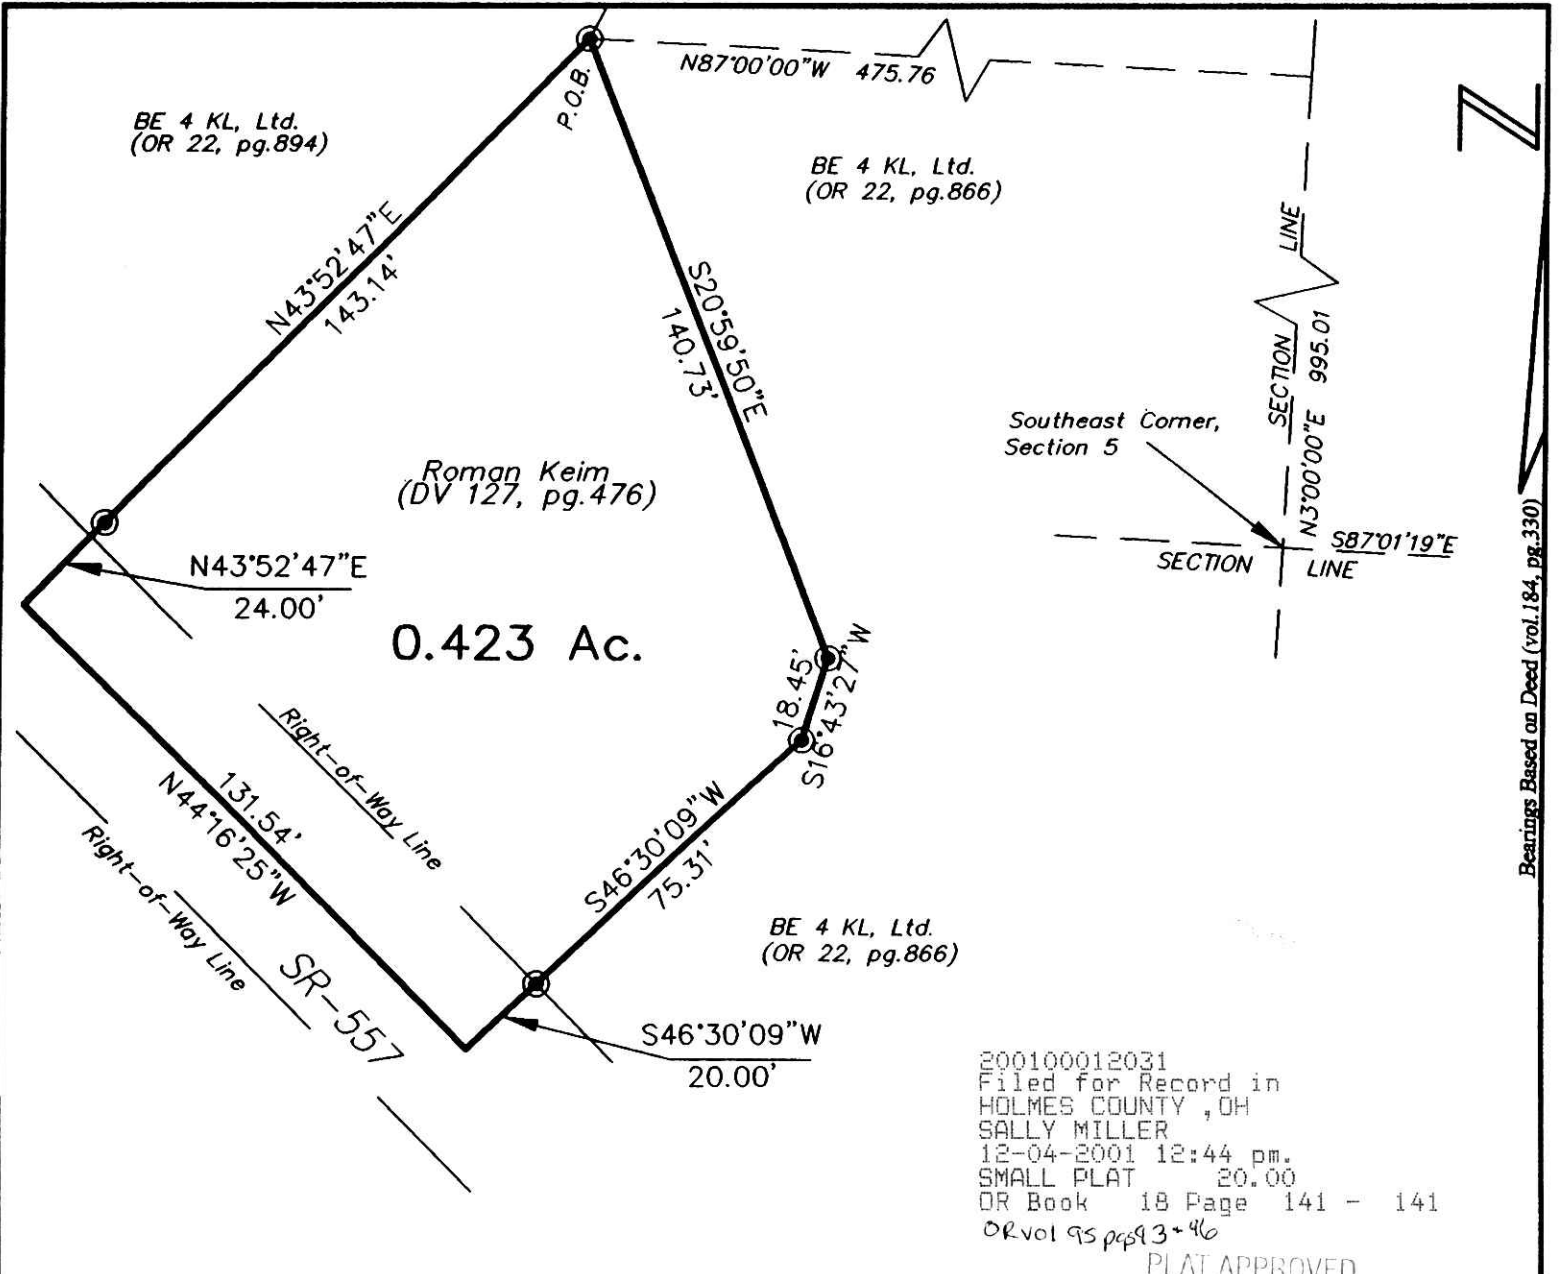 N87°00'00"W 475.76
P.O.B.
BE 4 KL, Ltd.
(OR 22, pg.894)
BE 4 KL, Ltd.
(OR 22, pg.866)
N43°52'47"E
143.14'
S20°59'50"E
140.73'
SECTION LINE
N3°00'00"E 995.01
Southeast Corner,
Section 5
S87°01'19"E
SECTION LINE
Roman Keim
(DV 127, pg.476)
N43°52'47"E
24.00'
0.423 Ac.
18.45'
S16°43'27"W
Right-of-Way Line
131.54'
N44°16'25"W
Right-of-Way Line
S46°30'09"W
75.31'
SR-557
BE 4 KL, Ltd.
(OR 22, pg.866)
S46°30'09"W
20.00'
Bearings Based on Deed (vol.184, pg.330)
200100012031
Filed for Record in
HOLMES COUNTY ,OH
SALLY MILLER
12-04-2001 12:44 pm.
SMALL PLAT 20.00
OR Book 18 Page 141 - 141
OR vol 95
PLAT APPROVED